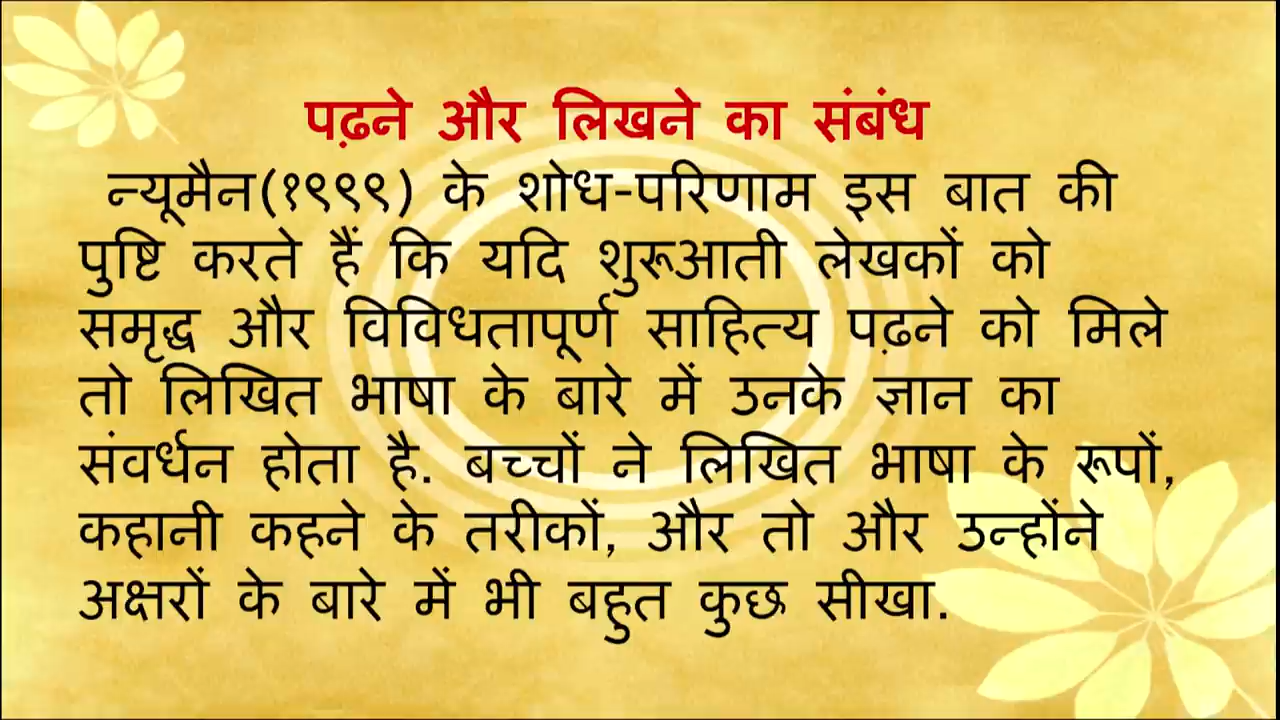 पढ़ने और लिखने का संबंध
न्यूमैन(१९९९) के शोध-परिणाम इस बात की
पुष्टि करते हैं कि यदि शुरूआती लेखकों को
समृद्ध और विविधतापूर्ण साहित्य पढ़ने को मिले
तो लिखित भाषा के बारे में उनके ज्ञान का
संवर्धन होता है. बच्चों ने लिखित भाषा के रूपों,
कहानी कहने के तरीकों, और तो और उन्होंने
अक्षरों के बारे में भी बहुत कुछ सीखा.